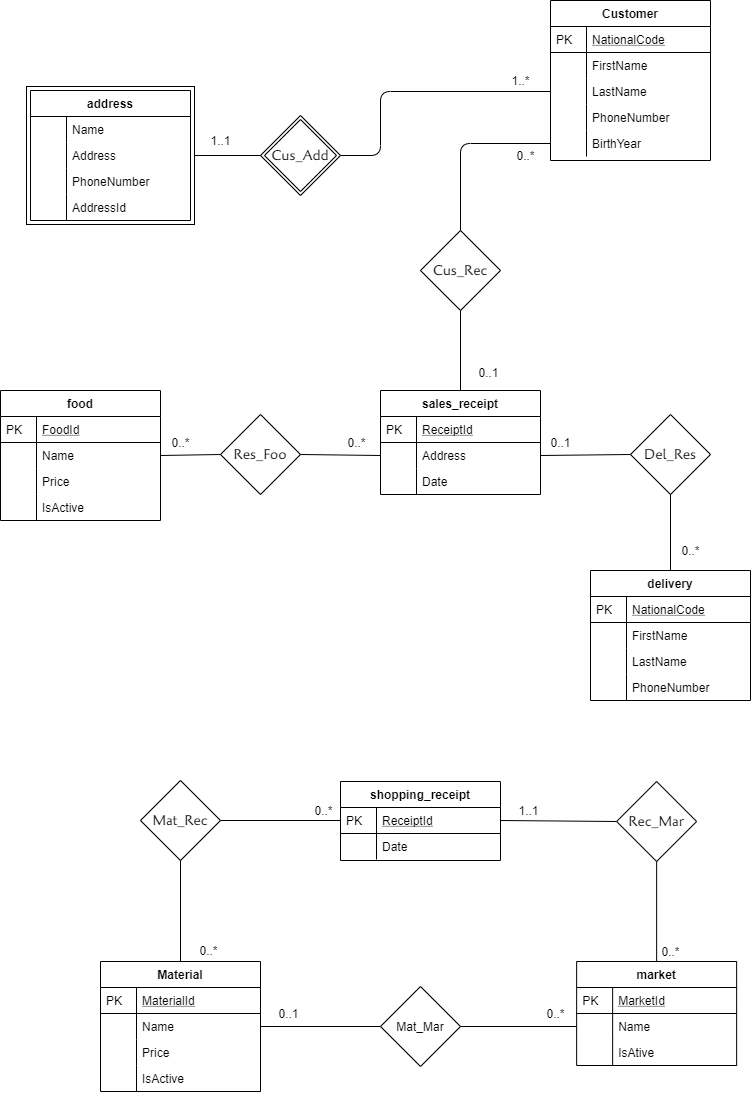 Customer
PK NationalCode
FirstName
LastName
PhoneNumber
BirthYear
1..*
0..*
address
Name
Address
PhoneNumber
AddressId
1..1
Cus_Add
Cus_Rec
0..1
food
PK FoodId
Name
Price
IsActive
0..*
Res_Foo
0..*
sales_receipt
PK ReceiptId
Address
Date
0..1
Del_Res
0..*
delivery
PK NationalCode
FirstName
LastName
PhoneNumber
Mat_Rec
0..*
shopping_receipt
PK ReceiptId
Date
1..1
Rec_Mar
0..*
0..*
Material
PK MaterialId
Name
Price
IsActive
0..1
Mat_Mar
0..*
market
PK MarketId
Name
IsAtive